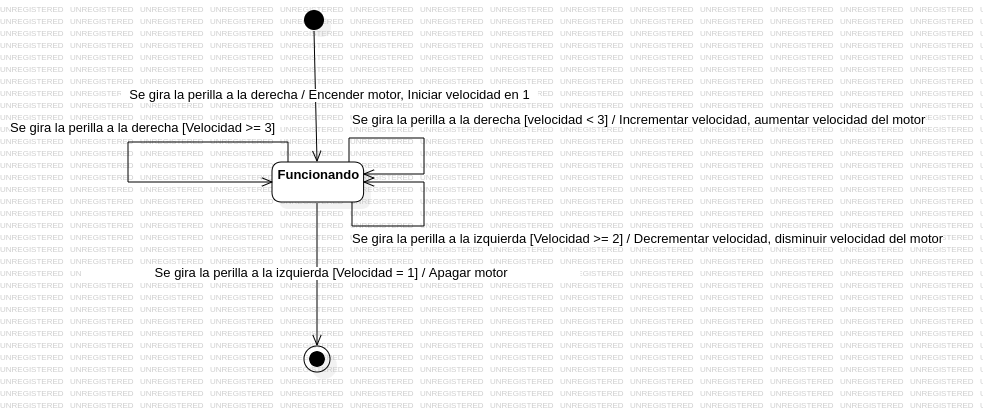 Se gira la perilla a la derecha / Encender motor, Iniciar velocidad en 1
Se gira la perilla a la derecha [velocidad < 3] / Incrementar velocidad, aumentar velocidad del motor
Se gira la perilla a la derecha [Velocidad >= 3]
Funcionando
Se gira la perilla a la izquierda [Velocidad >= 2] / Decrementar velocidad, disminuir velocidad del motor
Se gira la perilla a la izquierda [Velocidad = 1] / Apagar motor
UNREGISTERED